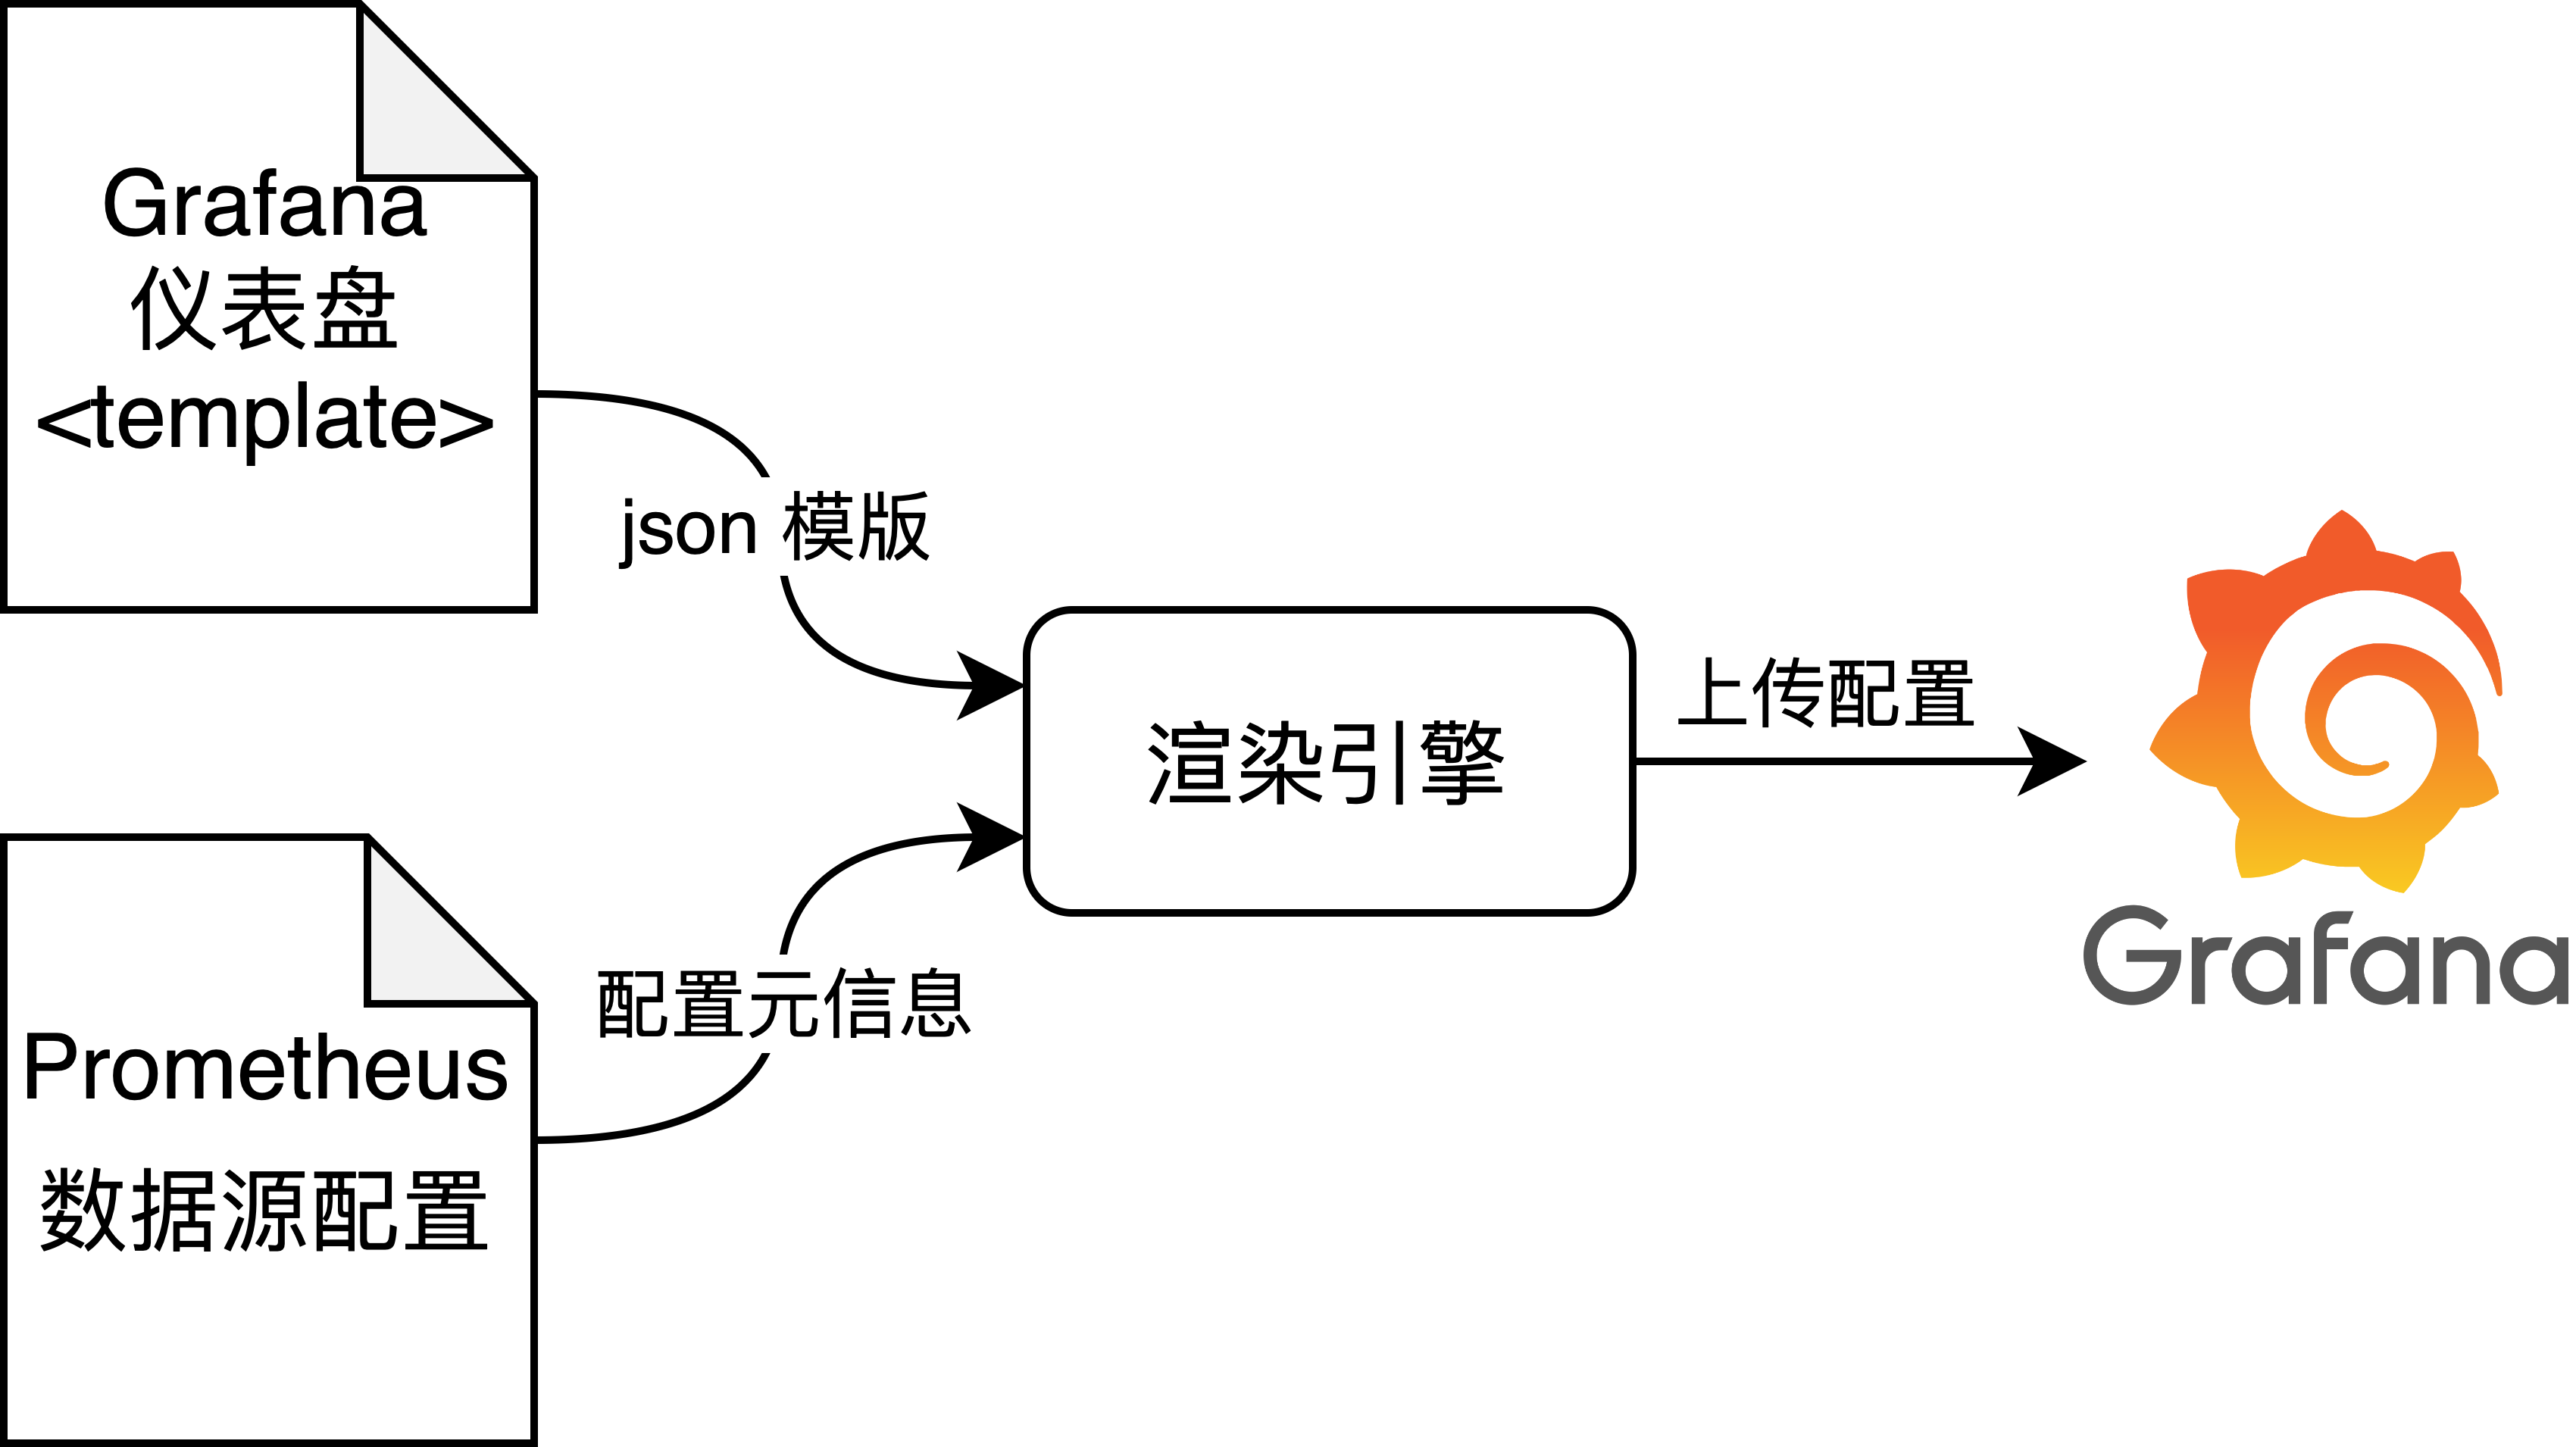 Grafana
仪表盘
<template>
json 模版
渲染引擎
上传配置
Grafana
配置元信息
Prometheus
数据源配置